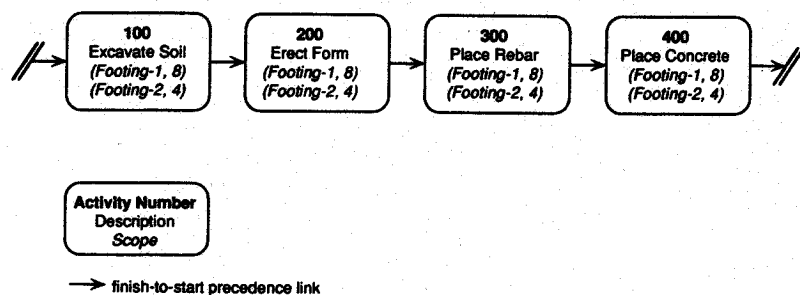 100
Excavate Soil
(Footing-1, 8)
(Footing-2, 4)
200
Erect Form
(Footing-1, 8)
(Footing-2, 4)
300
Place Rebar
(Footing-1, 8)
(Footing-2, 4)
400
Place Concrete
(Footing-1, 8)
(Footing-2, 4)
Activity Number
Description
Scope
finish-to-start precedence link